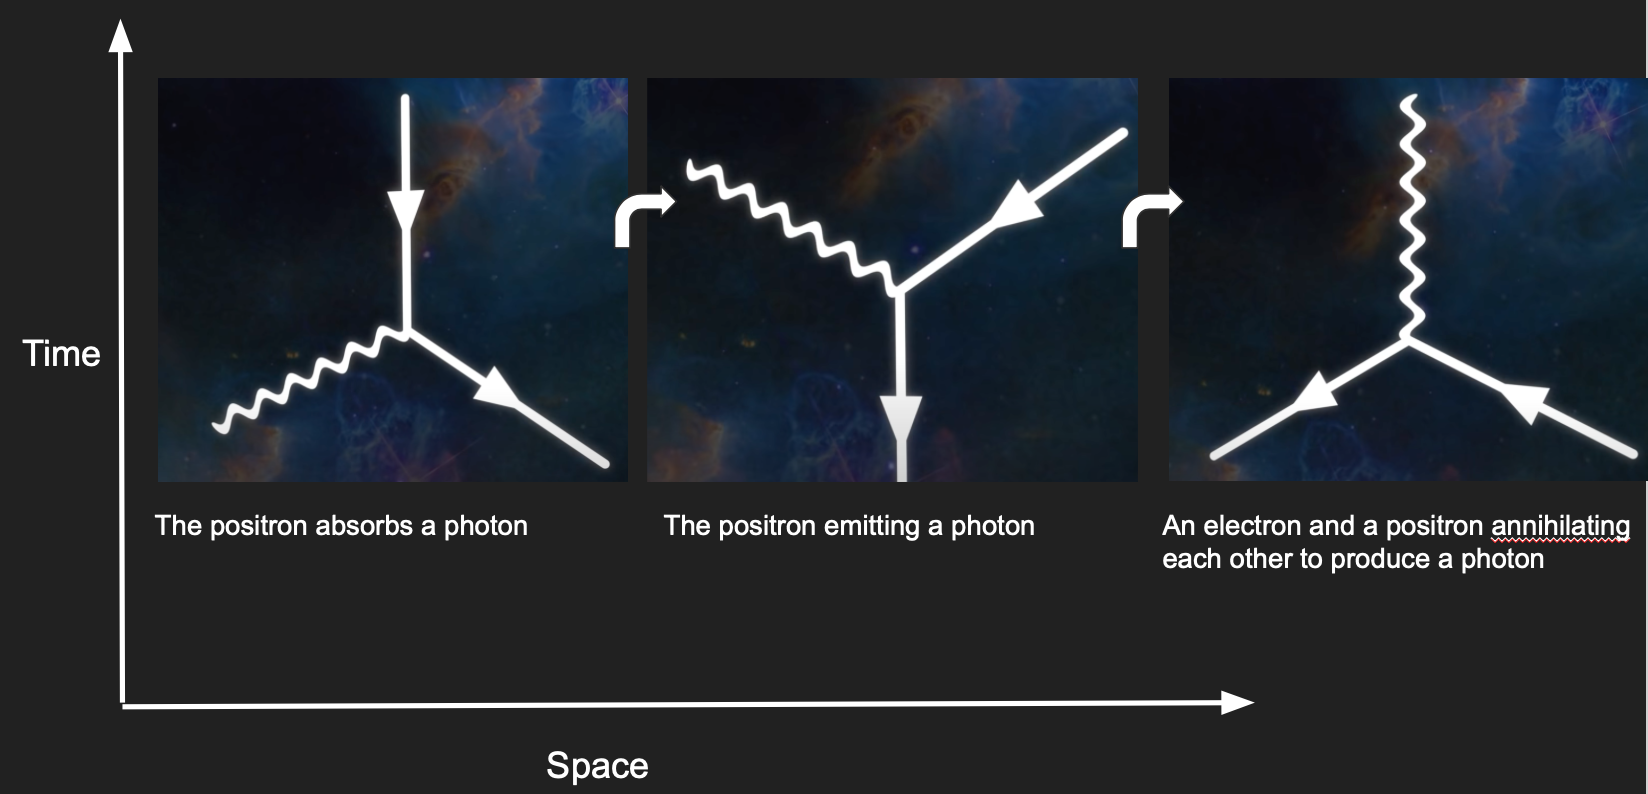 Time
The positron absorbs a photon
The positron emitting a photon
An electron and a positron annihilating
each other to produce a photon
Space